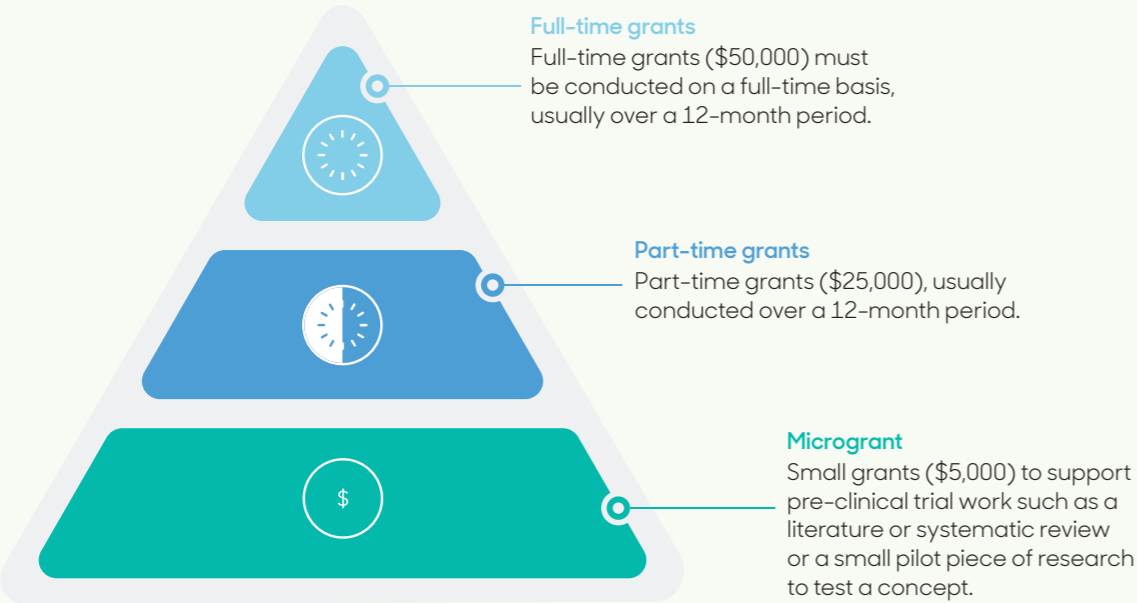 Full-time grants
Full-time grants ($50,000) must
be conducted on a full-time basis,
usually over a 12-month period.
Part-time grants
Part-time grants ($25,000), usually
conducted over a 12-month period.
$
Microgrant
Small grants ($5,000) to support
pre-clinical trial work such as a
literature or systematic review
or a small pilot piece of research
to test a concept.